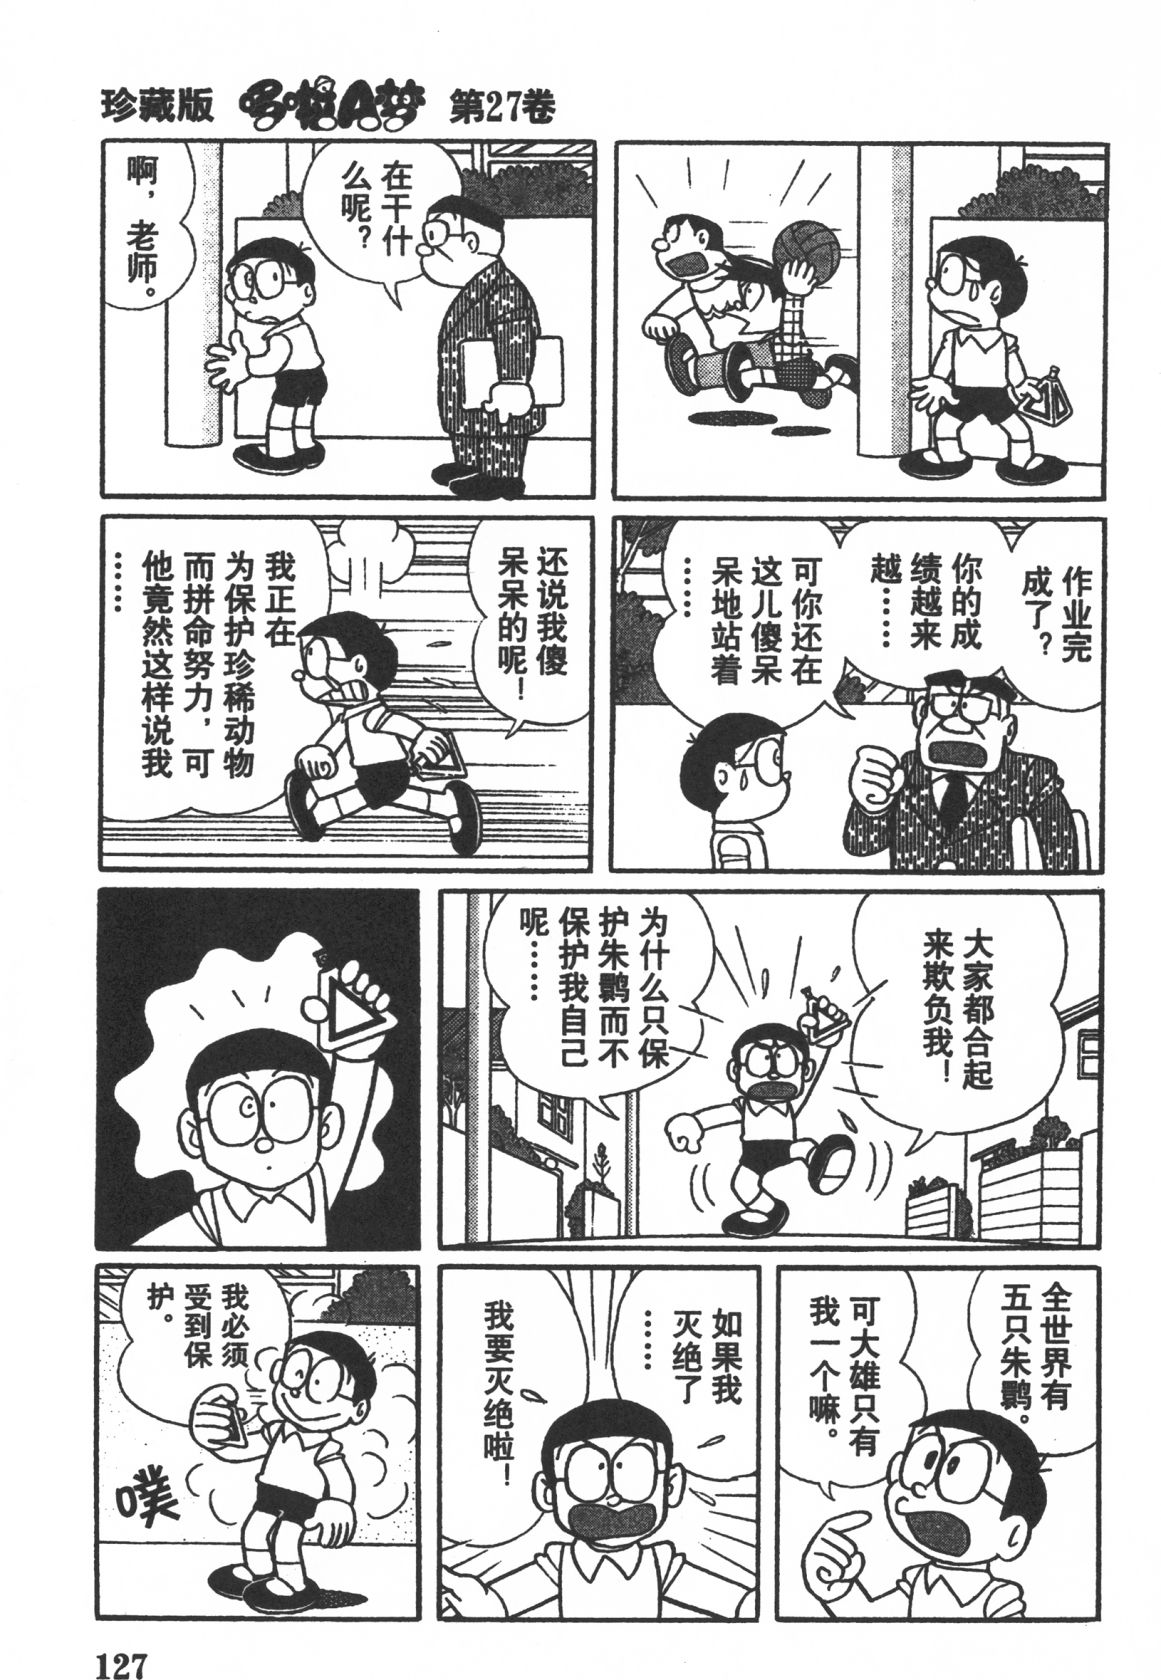 珍藏版 哆啦A梦 第27卷
在干什
么呢？
啊，老师。
作业完
成了？
你的成
绩越来
越……
可你还在
这儿傻呆
呆地站着
……
还说我傻
呆呆的呢！
我正在
为保护珍稀动物
而拼命努力，可
他竟然这样说我
……
大家都合起
来欺负我！
为什么只保
护朱鹮而不
保护我自己
呢……
全世界有
五只朱鹮。
可大雄只有
我一个嘛。
如果我
灭绝了
……
我要灭绝啦！
我必须
受到保
护。
噗
127